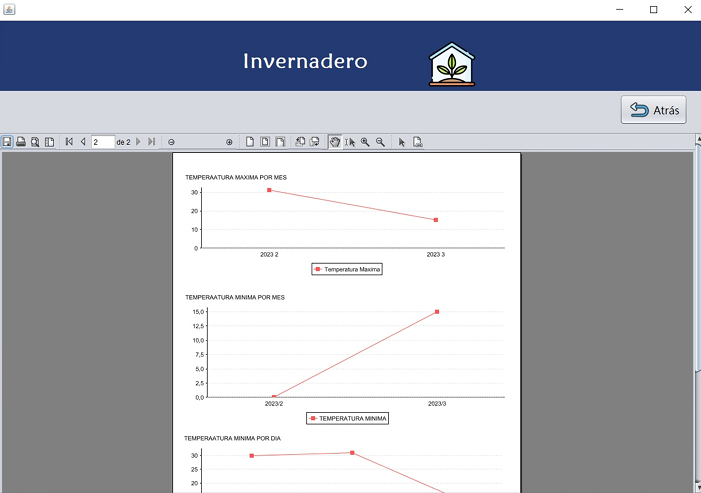 Invernadero
Atrás
2 de 2
TEMPERAATURA MAXIMA POR MES
30
20
10
0
2023 2 2023 3
Temperatura Maxima
TEMPERAATURA MINIMA POR MES
15,0
12,5
10,0
7,5
5,0
2,5
0,0
2023/2 2023/3
TEMPERATURA MINIMA
TEMPERAATURA MINIMA POR DIA
30
25
20